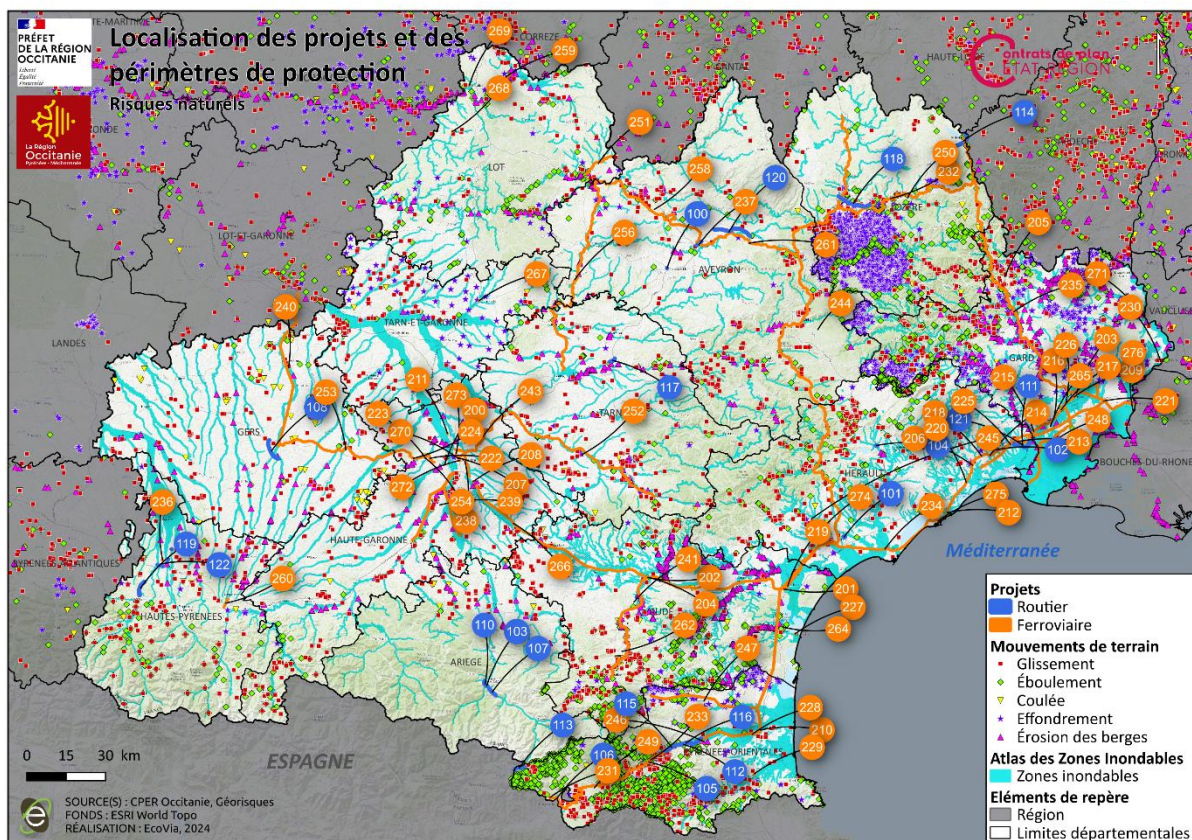 PRÉFET
DE LA RÉGION
OCCITANIE
Liberté
Égalité
Fraternité
La Région
Occitanie
Pyrénées - Méditerranée
Localisation des projets et des
périmètres de protection
Risques naturels
Contrats de plan
ÉTAT RÉGION
CORREZE
HAUTE-LOIRE
LOT
LOT-ET-GARONNE
LOZERE
AVEYRON
TARN-ET-GARONNE
LANDES
VAUCLUSE
GARD
GERS
TARN
HERAULT
BOUCHES-DU-RHONE
HAUTE-GARONNE
PYRENEES-ATLANTIQUES
HAUTES-PYRENEES
AUDE
ARIEGE
PYRENEES-ORIENTALES
ESPAGNE
Méditerranée
269
259
268
251
114
250
232
118
258
120
237
100
256
261
205
267
244
271
235
230
240
203
226
276
216
217
209
215
111
265
221
253
108
211
273
200
243
117
252
223
270
224
222
208
207
272
254
239
238
218
225
220
121
206
104
245
214
248
213
102
274
101
234
275
212
219
236
119
122
260
266
241
202
204
262
201
227
264
247
110
103
107
113
115
246
233
116
228
210
229
249
106
231
112
105
Projets
Routier
Ferroviaire
Mouvements de terrain
Glissement
Éboulement
Coulée
Effondrement
Érosion des berges
Atlas des Zones Inondables
Zones inondables
Eléments de repère
Région
Limites départementales
0 15 30 km
SOURCE(S) : CPER Occitanie, Géorisques
FONDS : ESRI World Topo
RÉALISATION : EcoVia, 2024